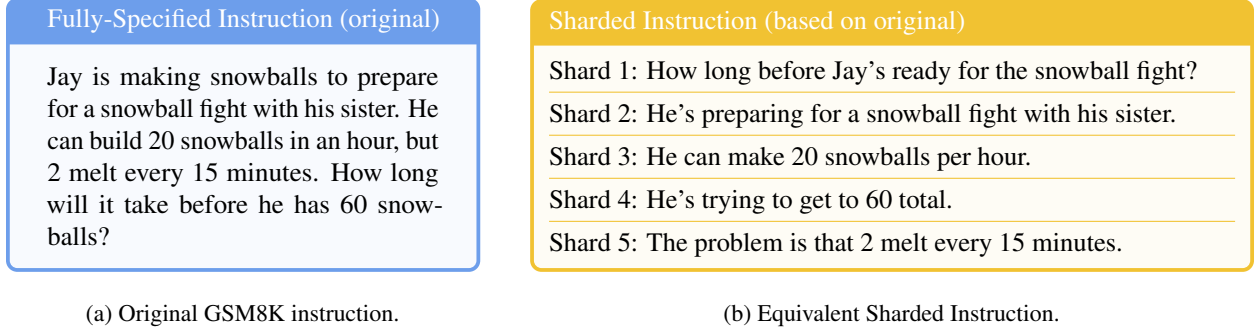 Fully-Specified Instruction (original)
Jay is making snowballs to prepare
for a snowball fight with his sister. He
can build 20 snowballs in an hour, but
2 melt every 15 minutes. How long
will it take before he has 60 snow-
balls?
(a) Original GSM8K instruction.
Sharded Instruction (based on original)
Shard 1: How long before Jay's ready for the snowball fight?
Shard 2: He's preparing for a snowball fight with his sister.
Shard 3: He can make 20 snowballs per hour.
Shard 4: He's trying to get to 60 total.
Shard 5: The problem is that 2 melt every 15 minutes.
(b) Equivalent Sharded Instruction.